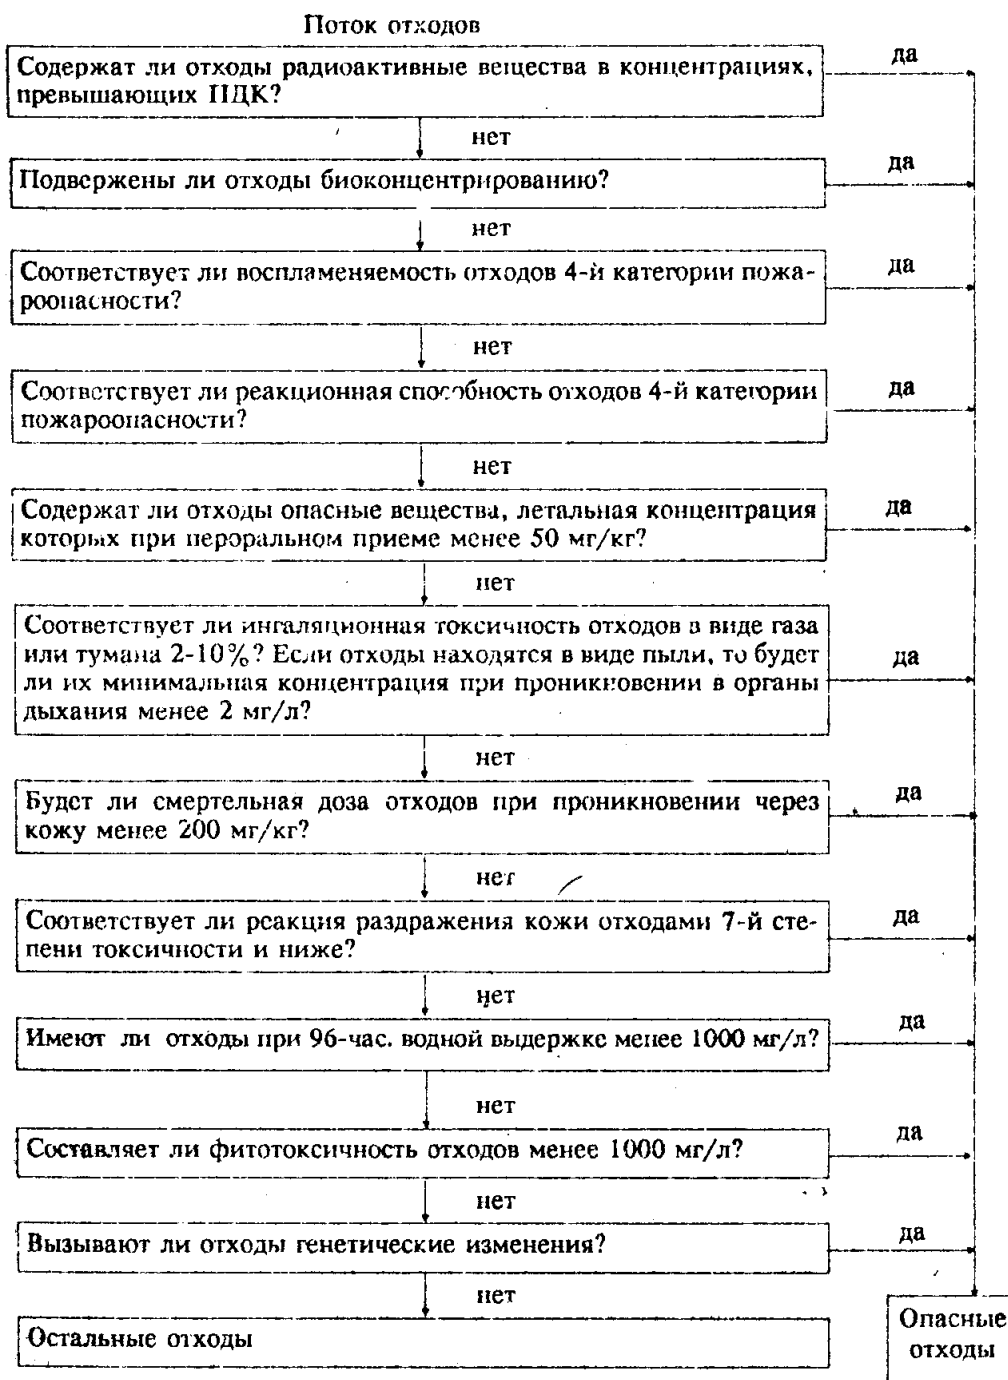 Поток отходов
Содержат ли отходы радиоактивные вещества в концентрациях,
превышающих ПДК?
да
нет
Подвержены ли отходы биоконцентрированию?
да
нет
Соответствует ли воспламеняемость отходов 4-й категории пожа-
роопасности?
да
нет
Соответствует ли реакционная способность отходов 4-й категории
пожароопасности?
да
нет
Содержат ли отходы опасные вещества, летальная концентрация
которых при пероральном приеме менее 50 мг/кг?
да
нет
Соответствует ли ингаляционная токсичность отходов в виде газа
или тумана 2-10%? Если отходы находятся в виде пыли, то будет
ли их минимальная концентрация при проникновении в органы
дыхания менее 2 мг/л?
да
нет
Будет ли смертельная доза отходов при проникновении через
кожу менее 200 мг/кг?
да
нет
Соответствует ли реакция раздражения кожи отходами 7-й сте-
пени токсичности и ниже?
да
нет
Имеют ли отходы при 96-час. водной выдержке менее 1000 мг/л?
да
нет
Составляет ли фитотоксичность отходов менее 1000 мг/л?
да
нет
Вызывают ли отходы генетические изменения?
да
нет
Остальные отходы
Опасные
отходы